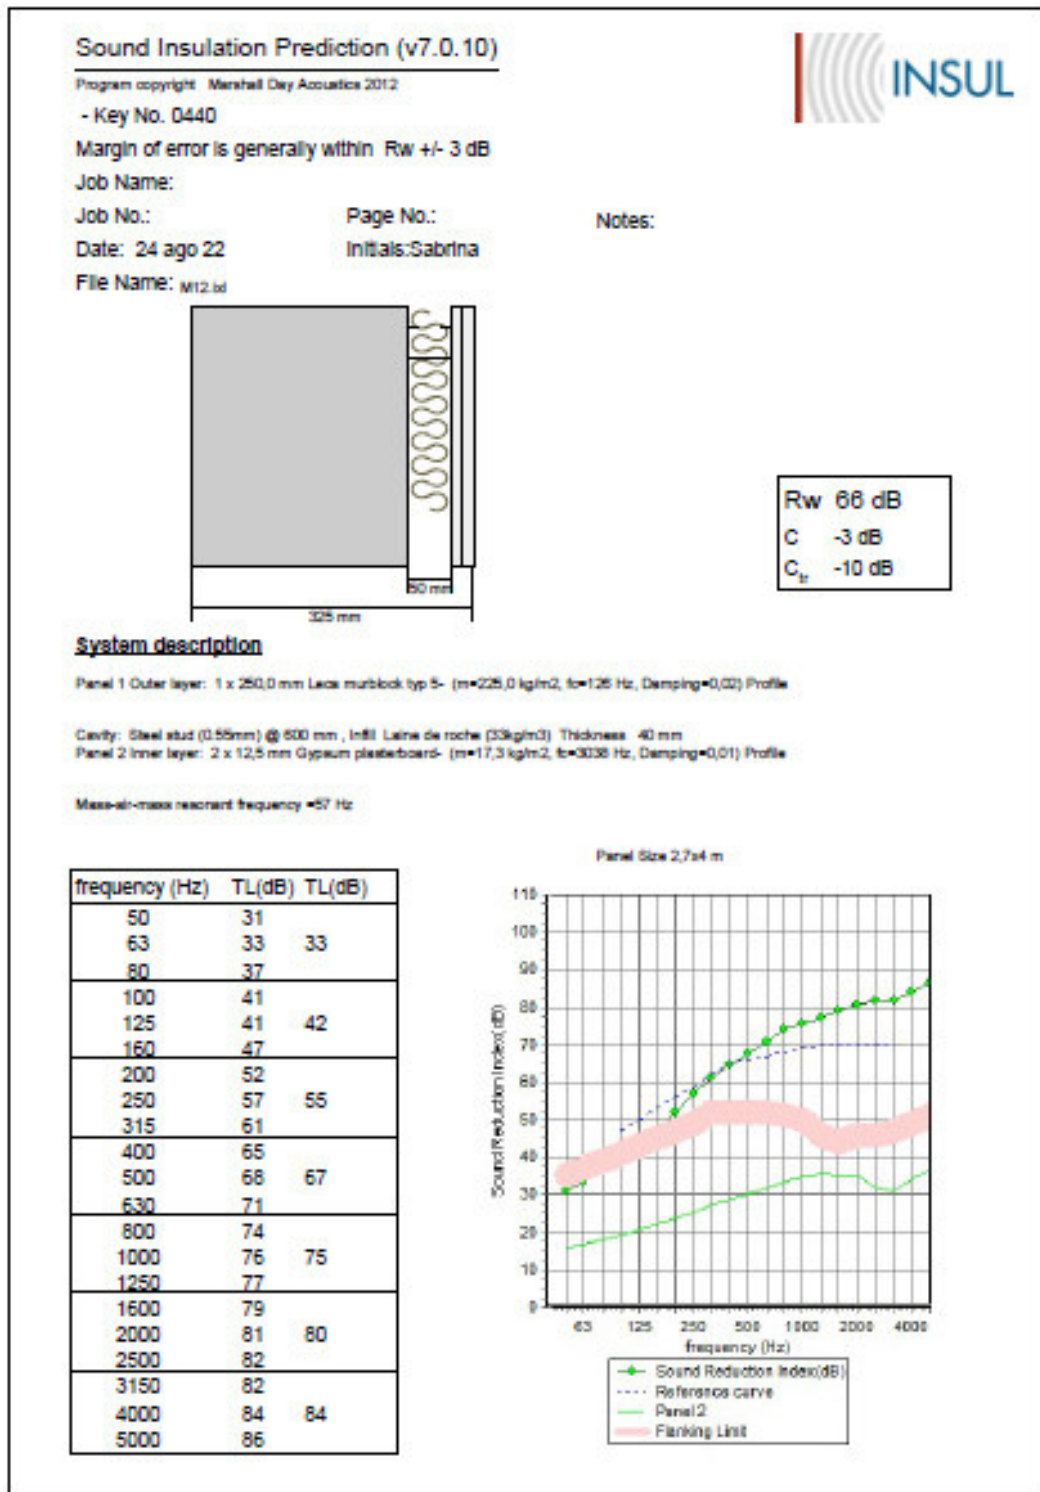 Sound Insulation Prediction (v7.0.10)
INSUL
Program copyright Marshall Day Acoustics 2012
- Key No. 0440
Margin of error is generally within Rw +/- 3 dB
Job Name:
Job No.: Page No.: Notes:
Date: 24 ago 22 Initials:Sabrina
File Name: M12.ixl
Rw 66 dB
C -3 dB
Ctr -10 dB
50 mm
325 mm
System description
Panel 1 Outer layer: 1 x 250,0 mm Leca murblock typ 5- (m=225,0 kg/m2, fc=126 Hz, Damping=0,02) Profile
Cavity: Steel stud (0.55mm) @ 600 mm , Infill Laine de roche (33kg/m3) Thickness 40 mm
Panel 2 Inner layer: 2 x 12,5 mm Gypsum plasterboard- (m=17,3 kg/m2, fc=3038 Hz, Damping=0,01) Profile
Mass-air-mass resonant frequency =57 Hz
Panel Size 2,7x4 m
frequency (Hz) TL(dB) TL(dB)
50 31
63 33 33
80 37
100 41
125 41 42
160 47
200 52
250 57 55
315 61
400 65
500 68 67
630 71
800 74
1000 76 75
1250 77
1600 79
2000 81 80
2500 82
3150 82
4000 84 84
5000 86
Sound Reduction Index(dB)
110
100
90
80
70
60
50
40
30
20
10
0
63 125 250 500 1000 2000 4000
frequency (Hz)
Sound Reduction Index(dB)
Reference curve
Panel 2
Flanking Limit